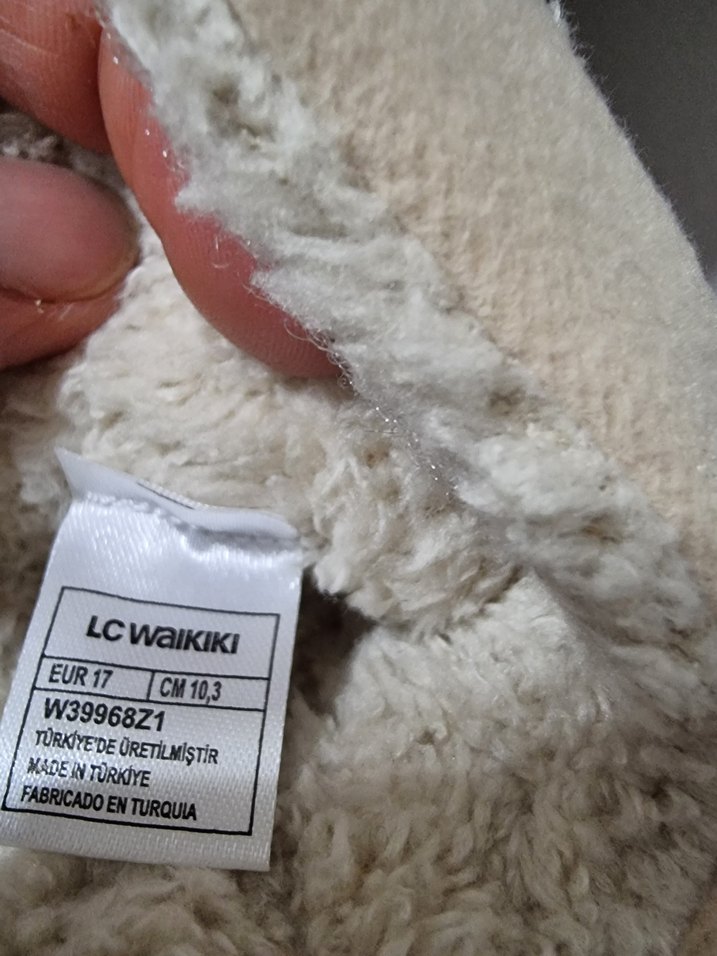 LC WAIKIKI
EUR 17 CM 10,3
W39968Z1
TÜRKİYE'DE ÜRETİLMİŞTİR
MADE IN TÜRKİYE
FABRICADO EN TURQUIA